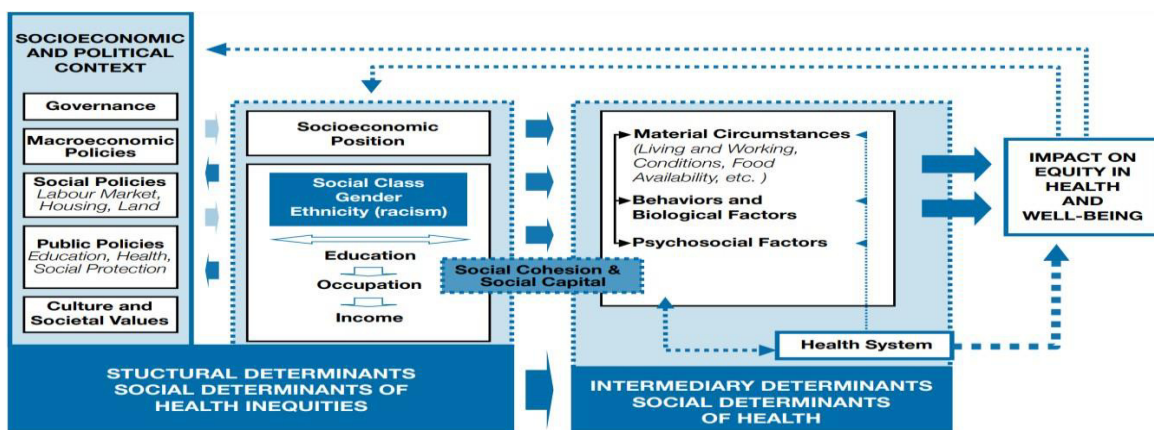 SOCIOECONOMIC
AND POLITICAL
CONTEXT
Governance
Macroeconomic
Policies
Social Policies
Labour Market,
Housing, Land
Public Policies
Education, Health,
Social Protection
Culture and
Societal Values
Socioeconomic
Position
Social Class
Gender
Ethnicity (racism)
Education
Occupation
Income
Social Cohesion &
Social Capital
STUCTURAL DETERMINANTS
SOCIAL DETERMINANTS OF
HEALTH INEQUITIES
Material Circumstances
(Living and Working,
Conditions, Food
Availability, etc. )
Behaviors and
Biological Factors
Psychosocial Factors
Health System
INTERMEDIARY DETERMINANTS
SOCIAL DETERMINANTS
OF HEALTH
IMPACT ON
EQUITY IN
HEALTH
AND
WELL-BEING